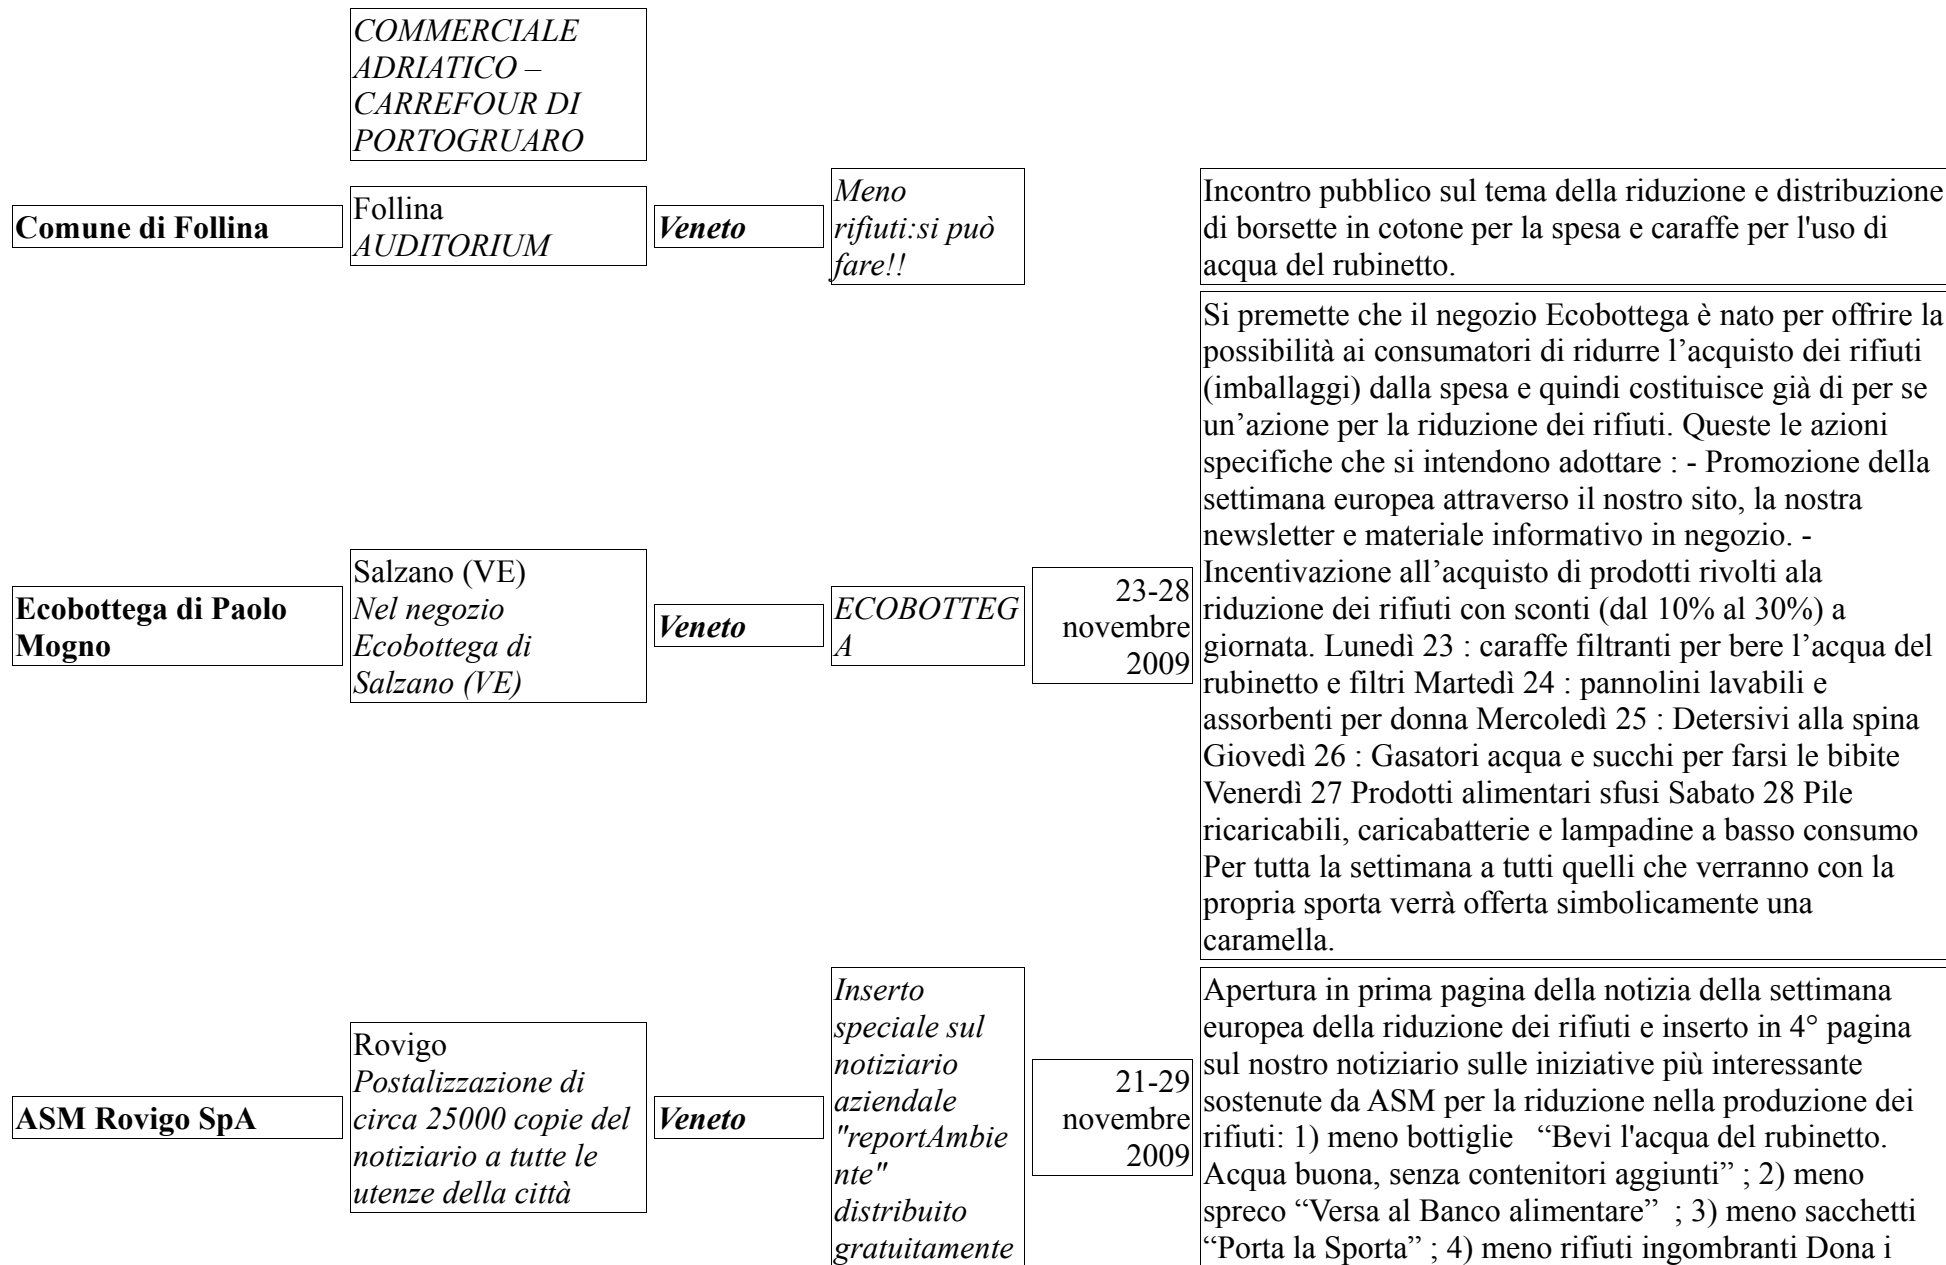 COMMERCIALE
ADRIATICO –
CARREFOUR DI
PORTOGRUARO
Comune di Follina
Follina
AUDITORIUM
Veneto
Meno
rifiuti:si può
fare!!
Incontro pubblico sul tema della riduzione e distribuzione
di borsette in cotone per la spesa e caraffe per l'uso di
acqua del rubinetto.
Ecobottega di Paolo
Mogno
Salzano (VE)
Nel negozio
Ecobottega di
Salzano (VE)
Veneto
ECOBOTTEG
A
23-28
novembre
2009
Si premette che il negozio Ecobottega è nato per offrire la
possibilità ai consumatori di ridurre l’acquisto dei rifiuti
(imballaggi) dalla spesa e quindi costituisce già di per se
un’azione per la riduzione dei rifiuti. Queste le azioni
specifiche che si intendono adottare : - Promozione della
settimana europea attraverso il nostro sito, la nostra
newsletter e materiale informativo in negozio. -
Incentivazione all’acquisto di prodotti rivolti ala
riduzione dei rifiuti con sconti (dal 10% al 30%) a
giornata. Lunedì 23 : caraffe filtranti per bere l’acqua del
rubinetto e filtri Martedì 24 : pannolini lavabili e
assorbenti per donna Mercoledì 25 : Detersivi alla spina
Giovedì 26 : Gasatori acqua e succhi per farsi le bibite
Venerdì 27 Prodotti alimentari sfusi Sabato 28 Pile
ricaricabili, caricabatterie e lampadine a basso consumo
Per tutta la settimana a tutti quelli che verranno con la
propria sporta verrà offerta simbolicamente una
caramella.
ASM Rovigo SpA
Rovigo
Postalizzazione di
circa 25000 copie del
notiziario a tutte le
utenze della città
Veneto
Inserto
speciale sul
notiziario
aziendale
"reportAmbie
nte"
distribuito
gratuitamente
21-29
novembre
2009
Apertura in prima pagina della notizia della settimana
europea della riduzione dei rifiuti e inserto in 4° pagina
sul nostro notiziario sulle iniziative più interessante
sostenute da ASM per la riduzione nella produzione dei
rifiuti: 1) meno bottiglie “Bevi l'acqua del rubinetto.
Acqua buona, senza contenitori aggiunti” ; 2) meno
spreco “Versa al Banco alimentare” ; 3) meno sacchetti
“Porta la Sporta” ; 4) meno rifiuti ingombranti Dona i